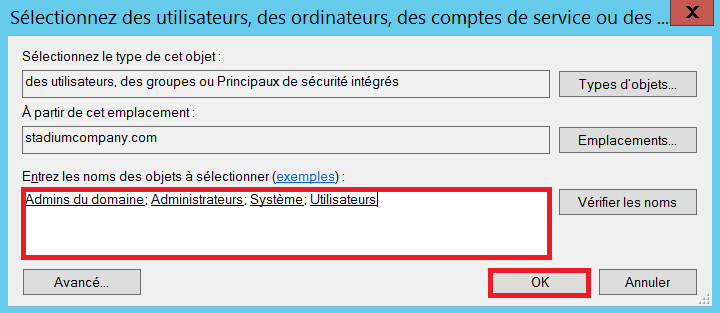 Sélectionnez des utilisateurs, des ordinateurs, des comptes de service ou des ...
X
Sélectionnez le type de cet objet :
des utilisateurs, des groupes ou Principaux de sécurité intégrés
Types d'objets...
À partir de cet emplacement :
stadiumcompany.com
Emplacements...
Entrez les noms des objets à sélectionner (exemples) :
Admins du domaine; Administrateurs; Système; Utilisateurs
Vérifier les noms
Avancé...
OK
Annuler